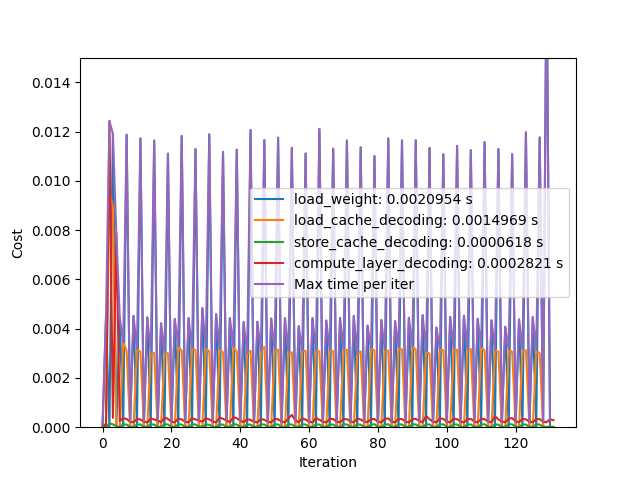 0.014
0.012
0.010
0.008
0.006
0.004
0.002
0.000
Cost
load_weight: 0.0020954 s
load_cache_decoding: 0.0014969 s
store_cache_decoding: 0.0000618 s
compute_layer_decoding: 0.0002821 s
Max time per iter
0 20 40 60 80 100 120
Iteration